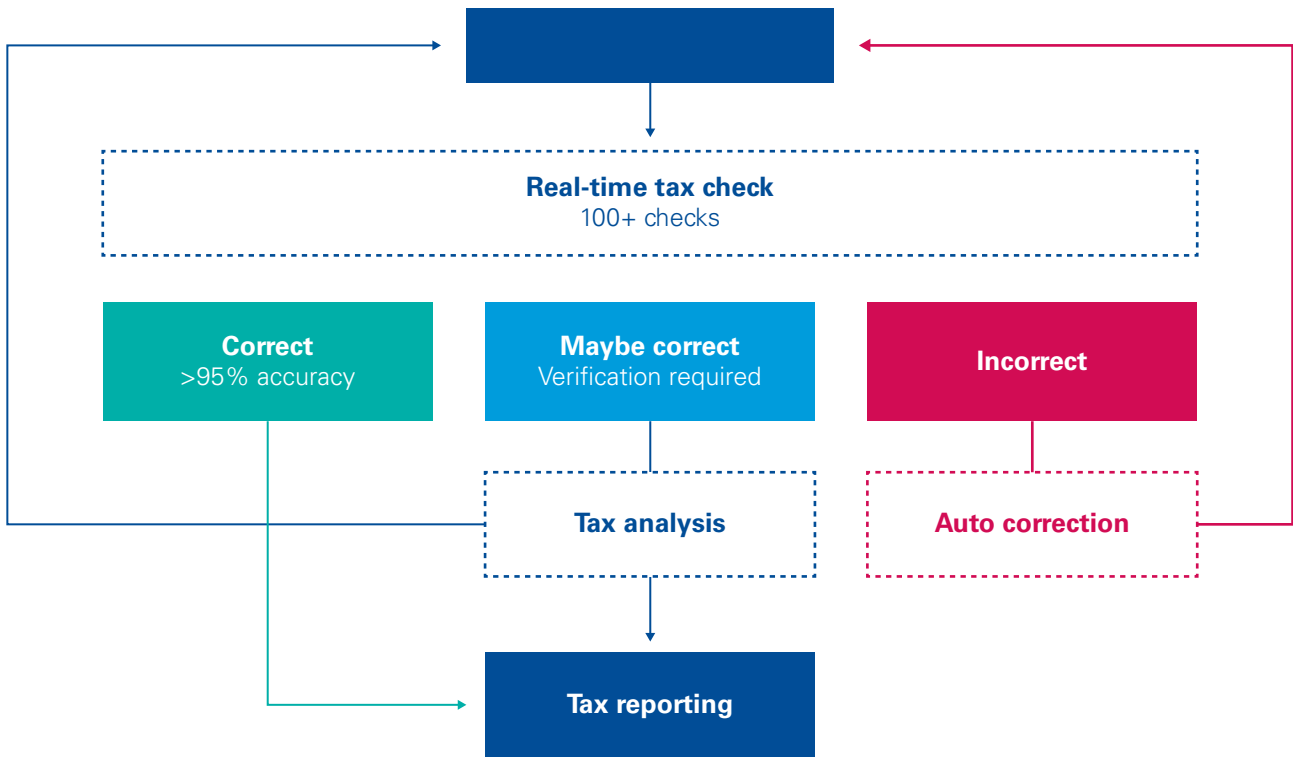 Real-time tax check
100+ checks
Correct
>95% accuracy
Maybe correct
Verification required
Incorrect
Tax analysis
Auto correction
Tax reporting